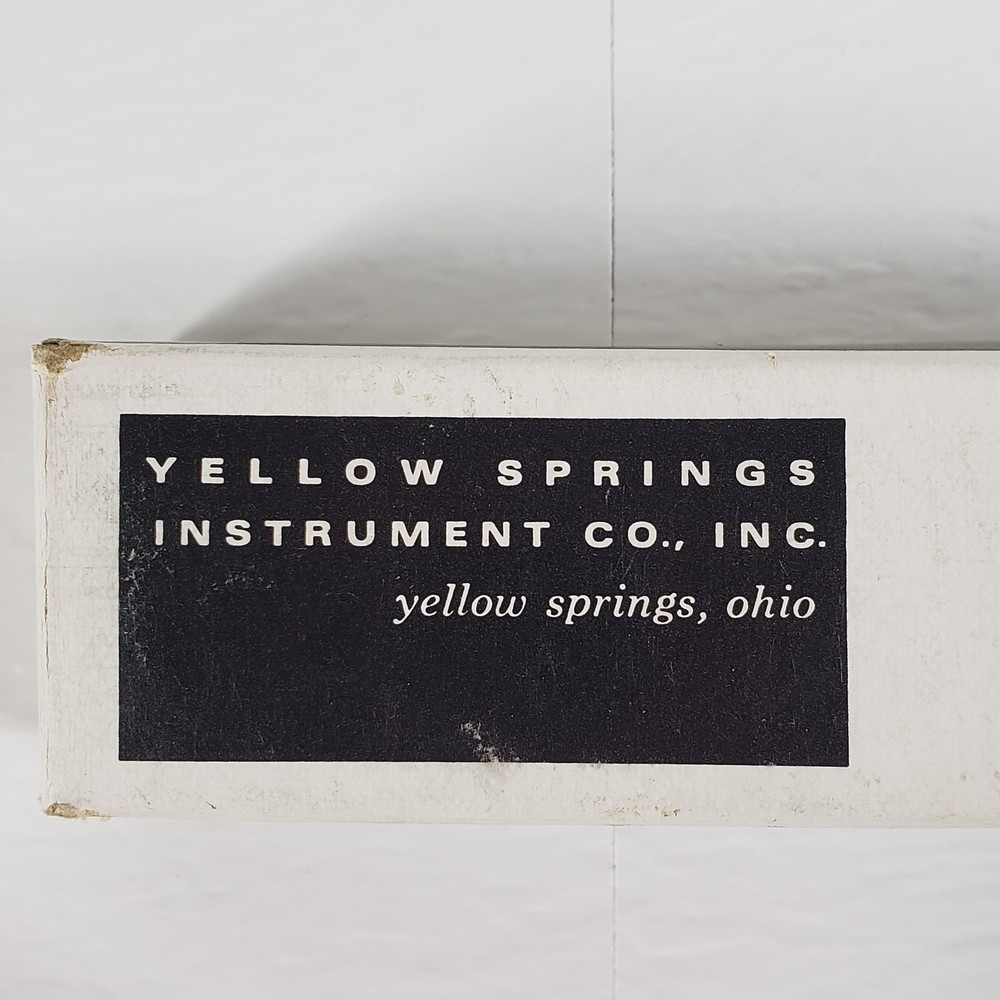 YELLOW SPRINGS
INSTRUMENT CO., INC.
yellow springs, ohio